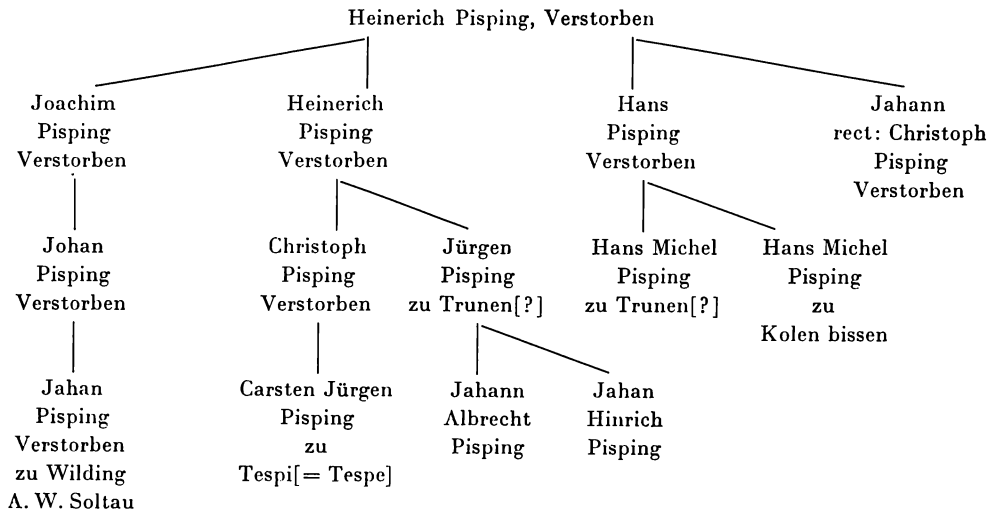 Heinerich Pisping, Verstorben
Joachim
Pisping
Verstorben
Heinerich
Pisping
Verstorben
Hans
Pisping
Verstorben
Jahann
rect: Christoph
Pisping
Verstorben
Johan
Pisping
Verstorben
Christoph
Pisping
Verstorben
Jürgen
Pisping
zu Trunen[?]
Hans Michel
Pisping
zu Trunen[?]
Hans Michel
Pisping
zu
Kolen bissen
Jahan
Pisping
Verstorben
zu Wilding
A. W. Soltau
Carsten Jürgen
Pisping
zu
Tespi[= Tespe]
Jahann
Albrecht
Pisping
Jahan
Hinrich
Pisping